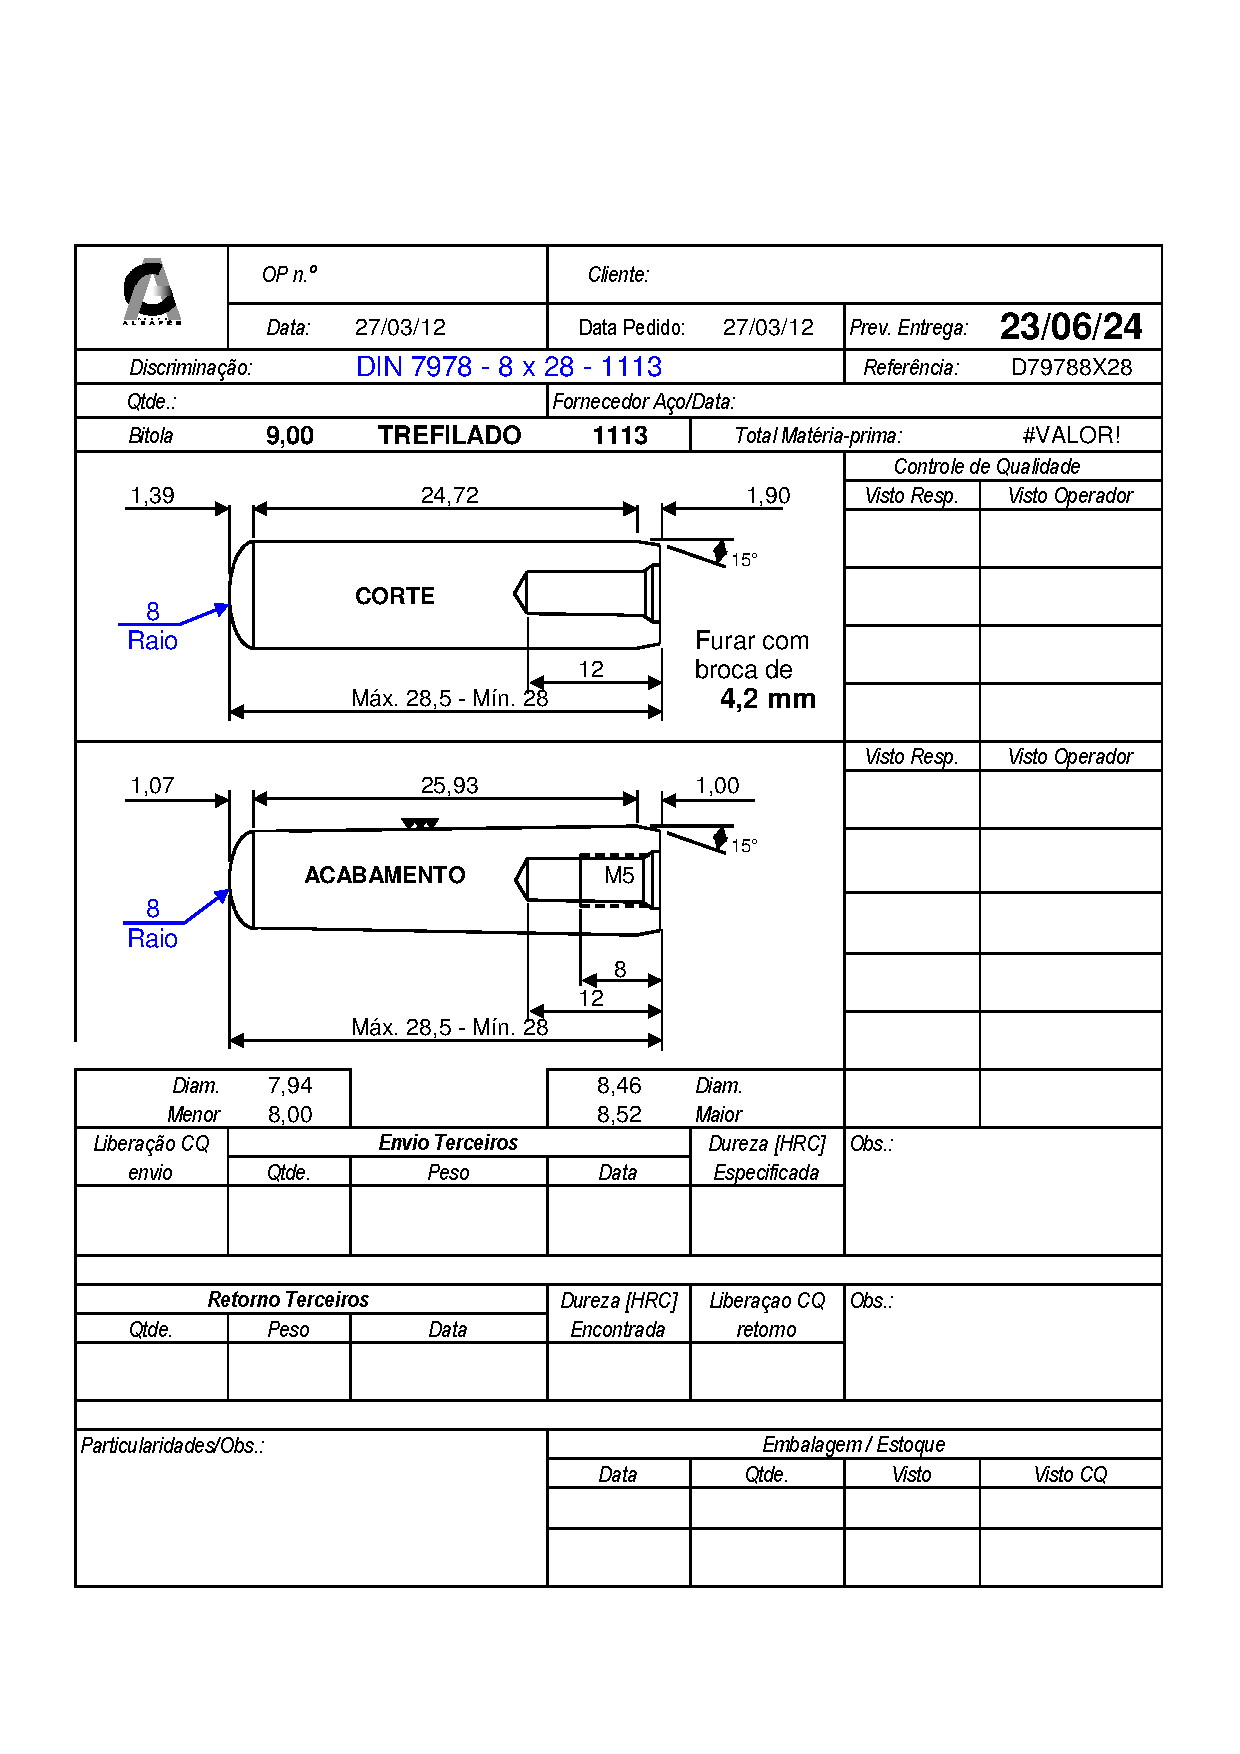 ALBAPES
OP n.º Cliente:
Data: 27/03/12 Data Pedido: 27/03/12 Prev. Entrega: 23/06/24
Discriminação: DIN 7978 - 8 x 28 - 1113 Referência: D79788X28
Qtde.: Fornecedor Aço/Data:
Bitola 9,00 TREFILADO 1113 Total Matéria-prima: #VALOR!
Controle de Qualidade
1,39 24,72 1,90 Visto Resp. Visto Operador
15°
CORTE
8
Raio Furar com
12 broca de
Máx. 28,5 - Mín. 28 4,2 mm
Visto Resp. Visto Operador
1,07 25,93 1,00
15°
ACABAMENTO M5
8
Raio
8
12
Máx. 28,5 - Mín. 28
Diam. 7,94 8,46 Diam.
Menor 8,00 8,52 Maior
Liberação CQ Envio Terceiros Dureza [HRC] Obs.:
envio Qtde. Peso Data Especificada
Retorno Terceiros Dureza [HRC] Liberaçao CQ Obs.:
Qtde. Peso Data Encontrada retorno
Particularidades/Obs.: Embalagem / Estoque
Data Qtde. Visto Visto CQ